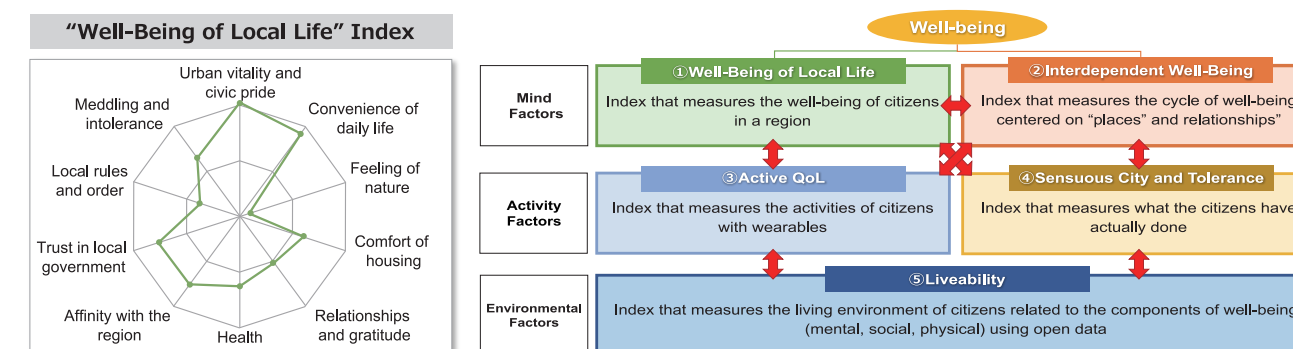 “Well-Being of Local Life” Index
Urban vitality and
civic pride
Convenience of
daily life
Feeling of
nature
Comfort of
housing
Relationships
and gratitude
Health
Affinity with the
region
Trust in local
government
Local rules
and order
Meddling and
intolerance
Well-being
Mind
Factors
①Well-Being of Local Life
Index that measures the well-being of citizens
in a region
②Interdependent Well-Being
Index that measures the cycle of well-being
centered on “places” and relationships”
Activity
Factors
③Active QoL
Index that measures the activities of citizens
with wearables
④Sensuous City and Tolerance
Index that measures what the citizens have
actually done
Environmental
Factors
⑤Liveability
Index that measures the living environment of citizens related to the components of well-being
(mental, social, physical) using open data